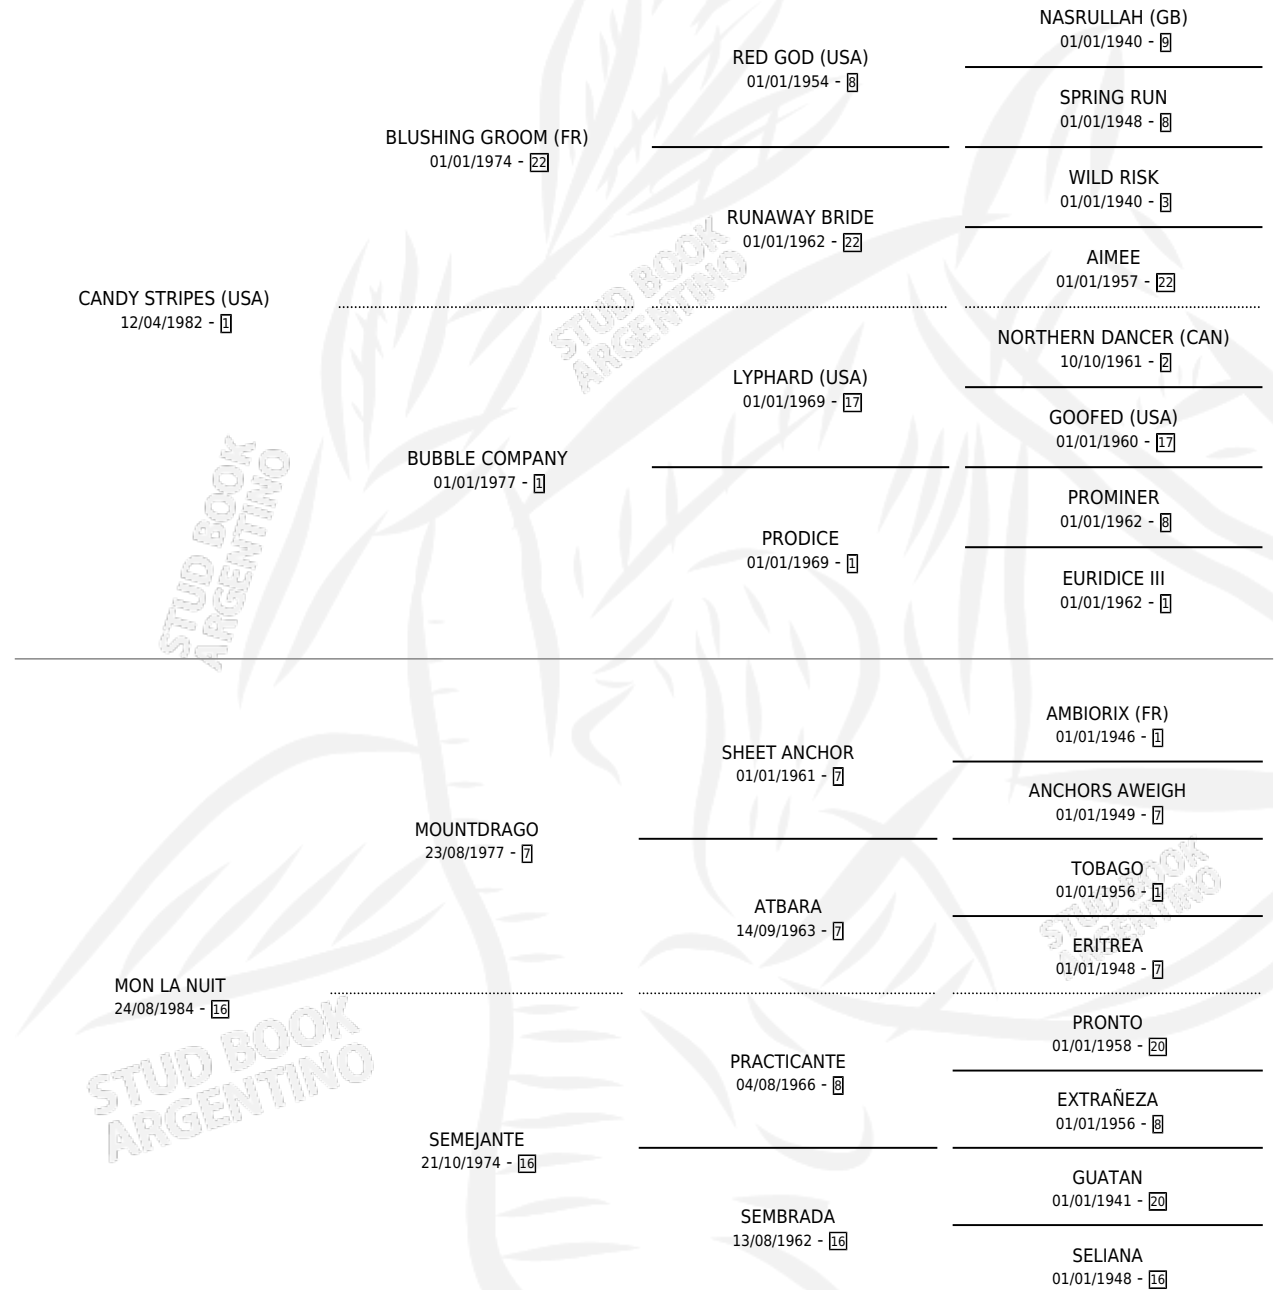 NASRULLAH (GB)
01/01/1940 - 9
RED GOD (USA)
01/01/1954 - 8
SPRING RUN
01/01/1948 - 8
BLUSHING GROOM (FR)
01/01/1974 - 22
WILD RISK
01/01/1940 - 3
RUNAWAY BRIDE
01/01/1962 - 22
AIMEE
01/01/1957 - 22
CANDY STRIPES (USA)
12/04/1982 - 1
NORTHERN DANCER (CAN)
10/10/1961 - 2
LYPHARD (USA)
01/01/1969 - 17
GOOFED (USA)
01/01/1960 - 17
BUBBLE COMPANY
01/01/1977 - 1
PROMINER
01/01/1962 - 8
PRODICE
01/01/1969 - 1
EURIDICE III
01/01/1962 - 1
STUD BOOK
ARGENTINO
STUD BOOK
ARGENTINO
AMBIORIX (FR)
01/01/1946 - 1
SHEET ANCHOR
01/01/1961 - 7
ANCHORS AWEIGH
01/01/1949 - 7
MOUNTDRAGO
23/08/1977 - 7
TOBAGO
01/01/1956 - 1
ATBARA
14/09/1963 - 7
ERITREA
01/01/1948 - 7
MON LA NUIT
24/08/1984 - 16
PRONTO
01/01/1958 - 20
PRACTICANTE
04/08/1966 - 8
EXTRAÑEZA
01/01/1956 - 8
SEMEJANTE
21/10/1974 - 16
GUATAN
01/01/1941 - 20
SEMBRADA
13/08/1962 - 16
SELIANA
01/01/1948 - 16
STUD BOOK
ARGENTINO
STUD BOOK
ARGENTINO